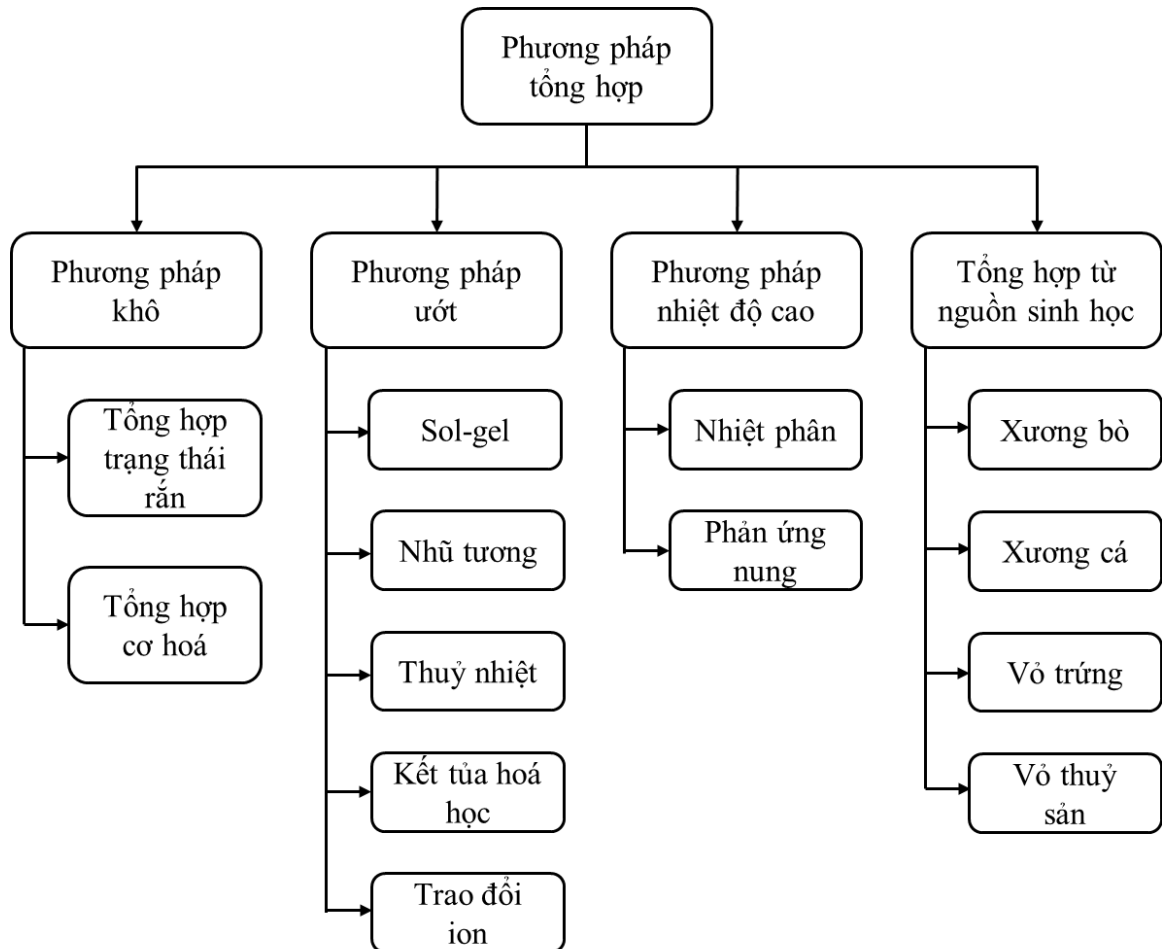 Phương pháp
tổng hợp
Phương pháp
khô
Tổng hợp
trạng thái
rắn
Tổng hợp
cơ hoá
Phương pháp
ướt
Sol-gel
Nhũ tương
Thuỷ nhiệt
Kết tủa hoá
học
Trao đổi
ion
Phương pháp
nhiệt độ cao
Nhiệt phân
Phản ứng
nung
Tổng hợp từ
nguồn sinh học
Xương bò
Xương cá
Vỏ trứng
Vỏ thuỷ
sản